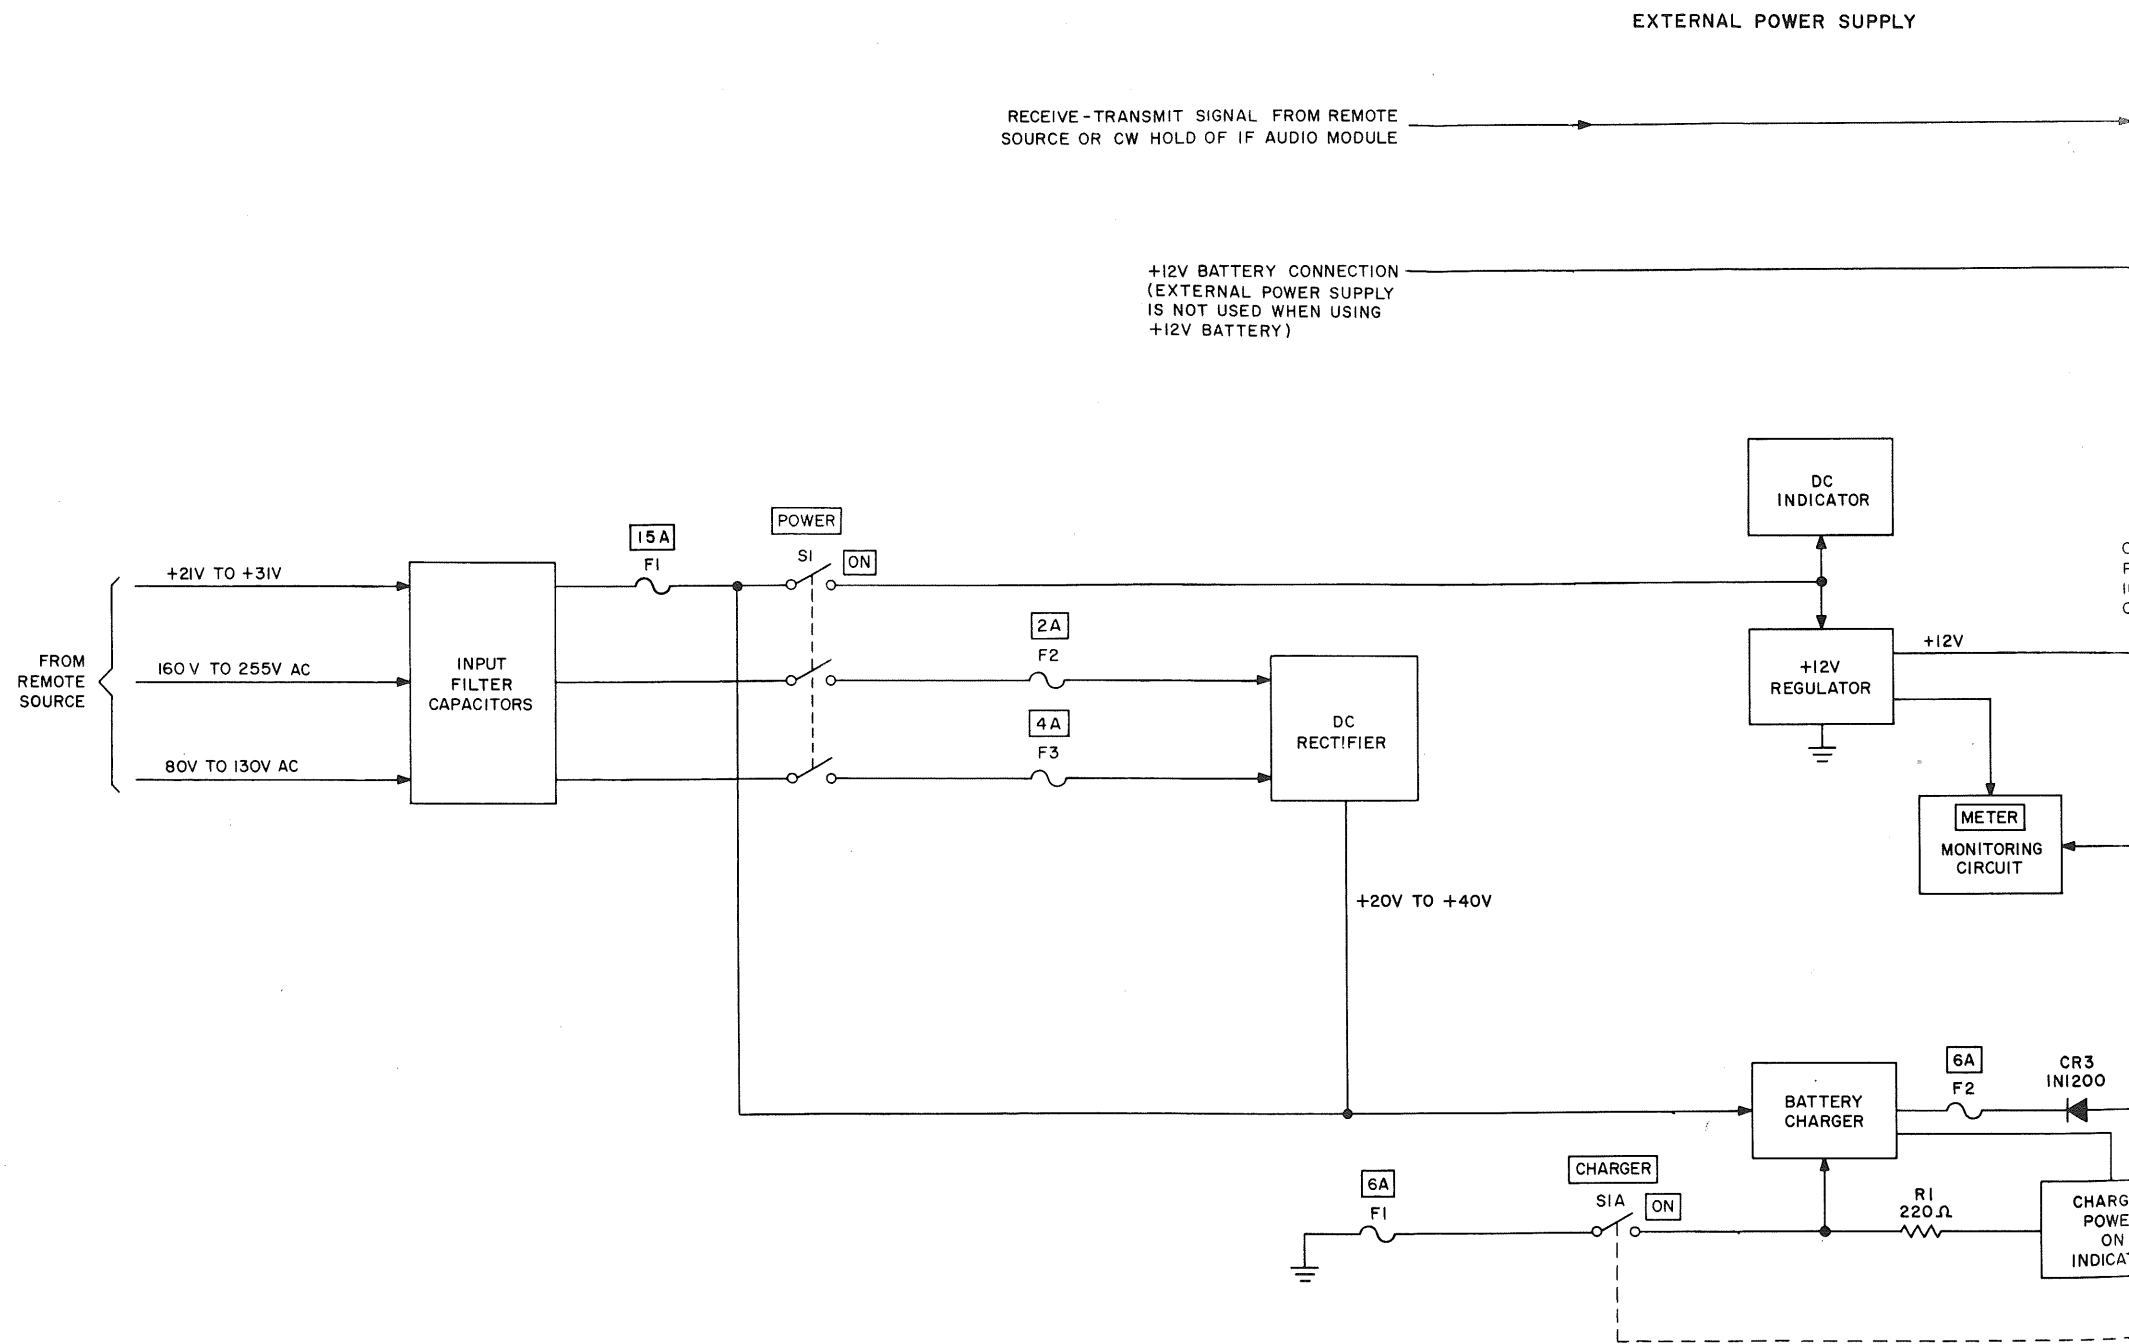 EXTERNAL POWER SUPPLY
RECEIVE-TRANSMIT SIGNAL FROM REMOTE
SOURCE OR CW HOLD OF IF AUDIO MODULE
+12V BATTERY CONNECTION
(EXTERNAL POWER SUPPLY
IS NOT USED WHEN USING
+12V BATTERY)
DC
INDICATOR
POWER
15A
F1
S1
ON
+21V TO +31V
2A
F2
FROM
REMOTE
SOURCE
160V TO 255V AC
INPUT
FILTER
CAPACITORS
+12V
REGULATOR
+12V
4A
F3
DC
RECTIFIER
80V TO 130V AC
METER
MONITORING
CIRCUIT
+20V TO +40V
6A
F2
CR3
1N1200
BATTERY
CHARGER
6A
F1
CHARGER
S1A
ON
R1
220Ω
CHARG
POWE
ON
INDICA